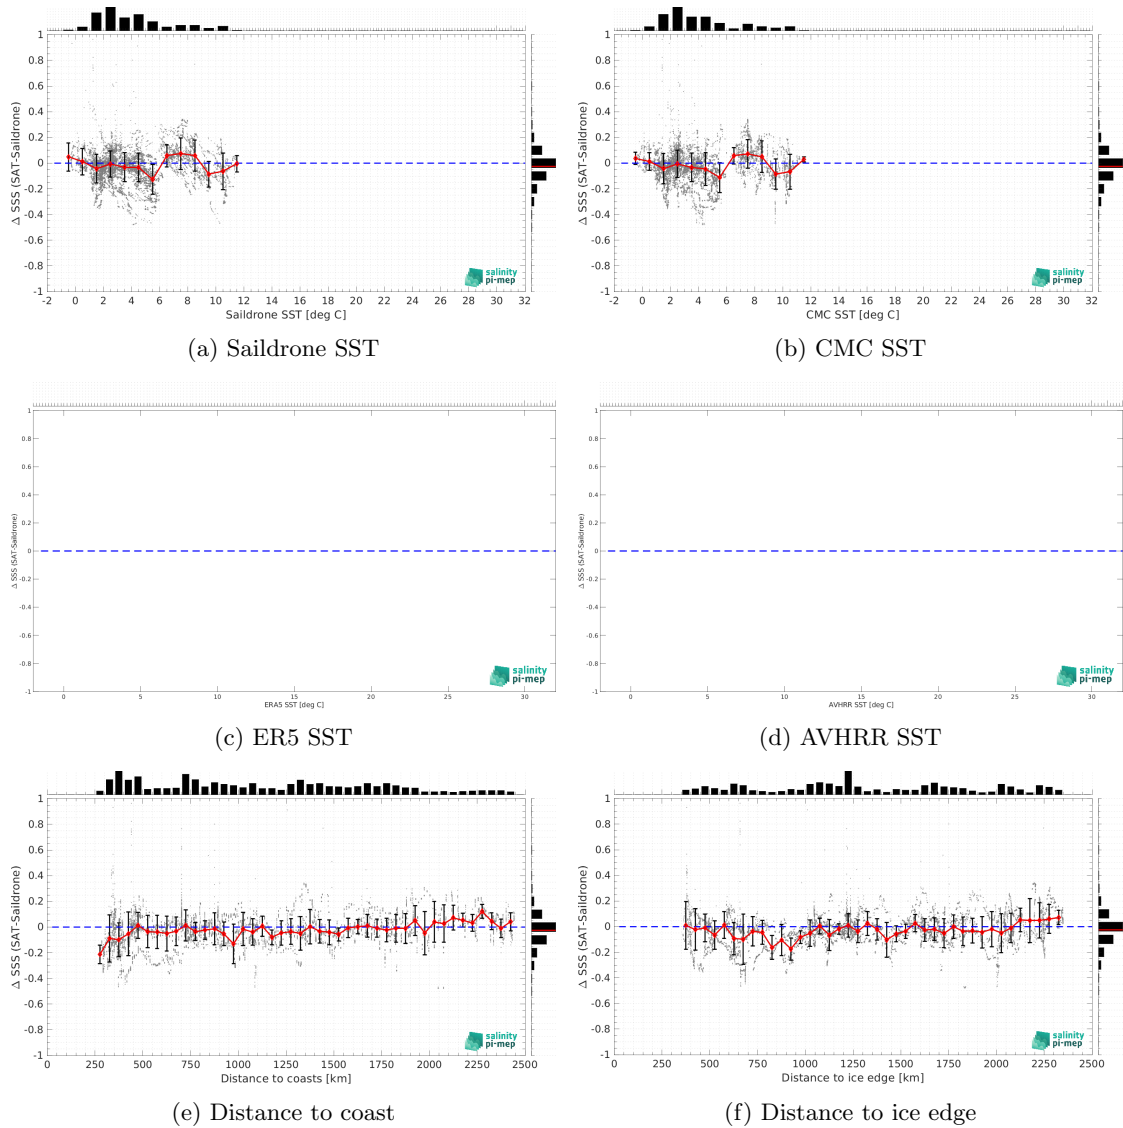 1
0.8
0.6
0.4
0.2
0
-0.2
-0.4
-0.6
-0.8
-1
Δ SSS (SAT-Saildrone)
-2 0 2 4 6 8 10 12 14 16 18 20 22 24 26 28 30 32
Saildrone SST [deg C]
salinity
pi-mep
(a) Saildrone SST
1
0.8
0.6
0.4
0.2
0
-0.2
-0.4
-0.6
-0.8
-1
Δ SSS (SAT-Saildrone)
-2 0 2 4 6 8 10 12 14 16 18 20 22 24 26 28 30 32
CMC SST [deg C]
salinity
pi-mep
(b) CMC SST
1
0.8
0.6
0.4
0.2
0
-0.2
-0.4
-0.6
-0.8
-1
Δ SSS (SAT-Saildrone)
0 5 10 15 20 25 30
ERA5 SST [deg C]
salinity
pi-mep
(c) ER5 SST
1
0.8
0.6
0.4
0.2
0
-0.2
-0.4
-0.6
-0.8
-1
Δ SSS (SAT-Saildrone)
0 5 10 15 20 25 30
AVHRR SST [deg C]
salinity
pi-mep
(d) AVHRR SST
1
0.8
0.6
0.4
0.2
0
-0.2
-0.4
-0.6
-0.8
-1
Δ SSS (SAT-Saildrone)
0 250 500 750 1000 1250 1500 1750 2000 2250 2500
Distance to coasts [km]
salinity
pi-mep
(e) Distance to coast
1
0.8
0.6
0.4
0.2
0
-0.2
-0.4
-0.6
-0.8
-1
Δ SSS (SAT-Saildrone)
0 250 500 750 1000 1250 1500 1750 2000 2250 2500
Distance to ice edge [km]
salinity
pi-mep
(f) Distance to ice edge